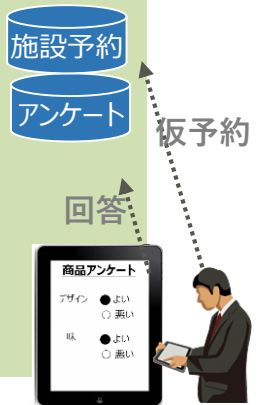 施設予約
アンケート
仮予約
回答
商品アンケート
デザイン ● よい
○ 悪い
味 ● よい
○ 悪い